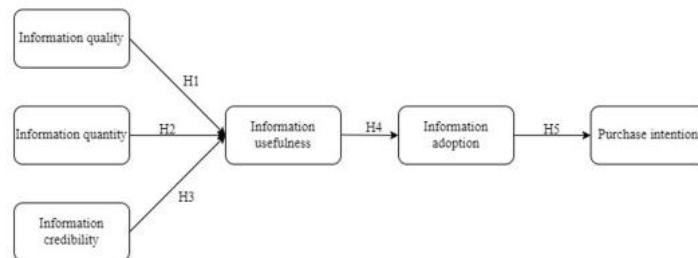 Information quality
H1
Information quantity
H2
Information
usefulness
H4
Information
adoption
H5
Purchase intention
H3
Information
credibility